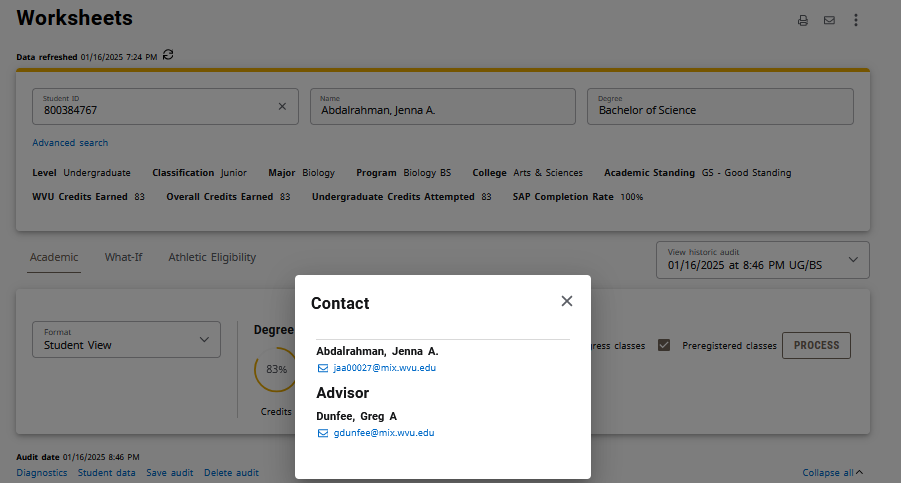 Worksheets
Data refreshed 01/16/2025 7:24 PM
Student ID
800384767
Name
Abdalrahman, Jenna A.
Degree
Bachelor of Science
Advanced search
Level Undergraduate Classification Junior Major Biology Program Biology BS College Arts & Sciences Academic Standing GS - Good Standing
WVU Credits Earned 83 Overall Credits Earned 83 Undergraduate Credits Attempted 83 SAP Completion Rate 100%
Academic What-If Athletic Eligibility
View historic audit
01/16/2025 at 8:46 PM UG/BS
Format
Student View
Degree
83%
Credits
classes
Preregistered classes
PROCESS
Contact
Abdalrahman, Jenna A.
jaa00027@mix.wvu.edu
Advisor
Dunfee, Greg A
gdunfee@mix.wvu.edu
Audit date 01/16/2025 8:46 PM
Diagnostics Student data Save audit Delete audit
Collapse all